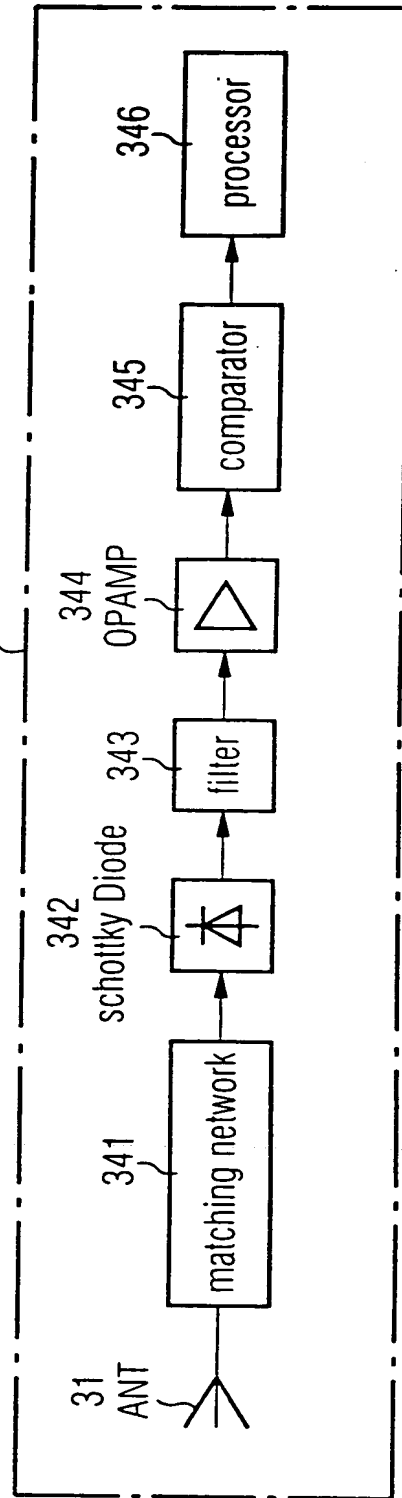 31
ANT
341
matching network
342
schottky Diode
343
filter
344
OPAMP
345
comparator
346
processor